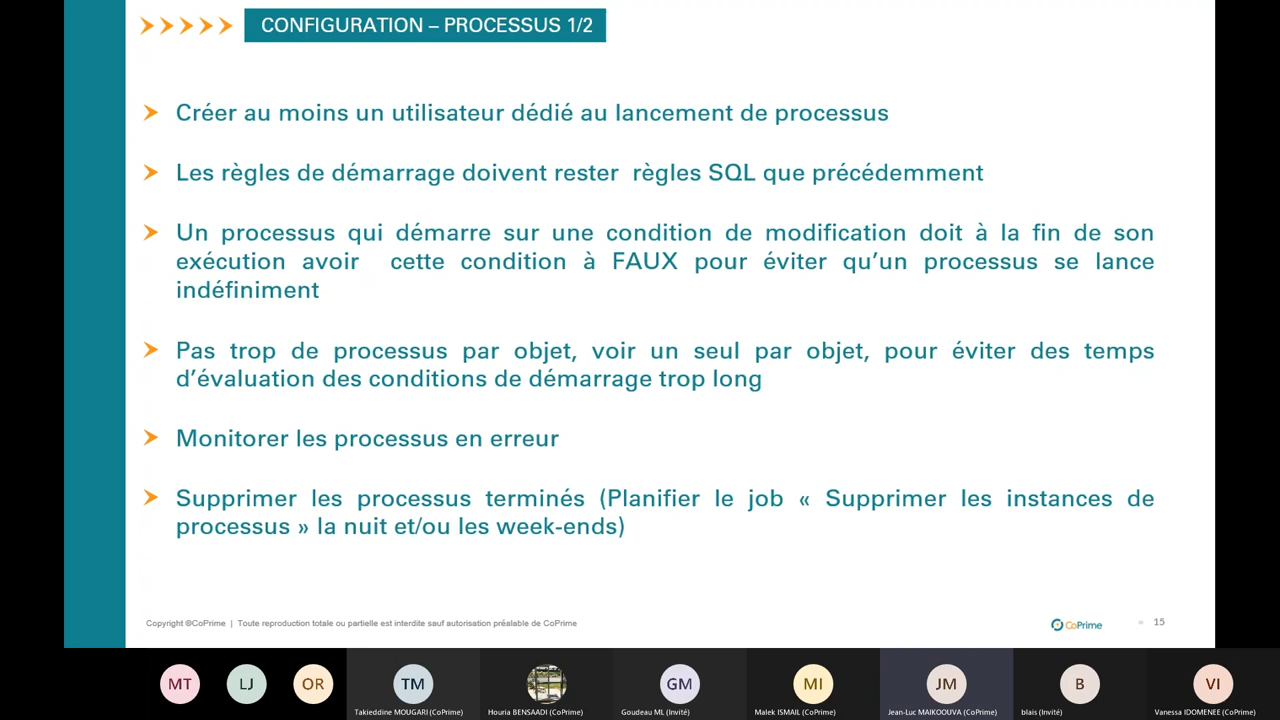 CONFIGURATION – PROCESSUS 1/2
Créer au moins un utilisateur dédié au lancement de processus
Les règles de démarrage doivent rester règles SQL que précédemment
Un processus qui démarre sur une condition de modification doit à la fin de son
exécution avoir cette condition à FAUX pour éviter qu’un processus se lance
indéfiniment
Pas trop de processus par objet, voir un seul par objet, pour éviter des temps
d’évaluation des conditions de démarrage trop long
Monitorer les processus en erreur
Supprimer les processus terminés (Planifier le job « Supprimer les instances de
processus » la nuit et/ou les week-ends)
Copyright ©CoPrime | Toute reproduction totale ou partielle est interdite sauf autorisation préalable de CoPrime
CoPrime
15
MT LJ OR TM GM MI JM B VI
Takieddine MOUGARI (CoPrime) Houria BENSAADI (CoPrime) Goudeau ML (Invité) Malek ISMAIL (CoPrime) Jean-Luc MAIKOOUVA (CoPrime) blais (Invité) Vanessa IDOMENEE (CoPrime)